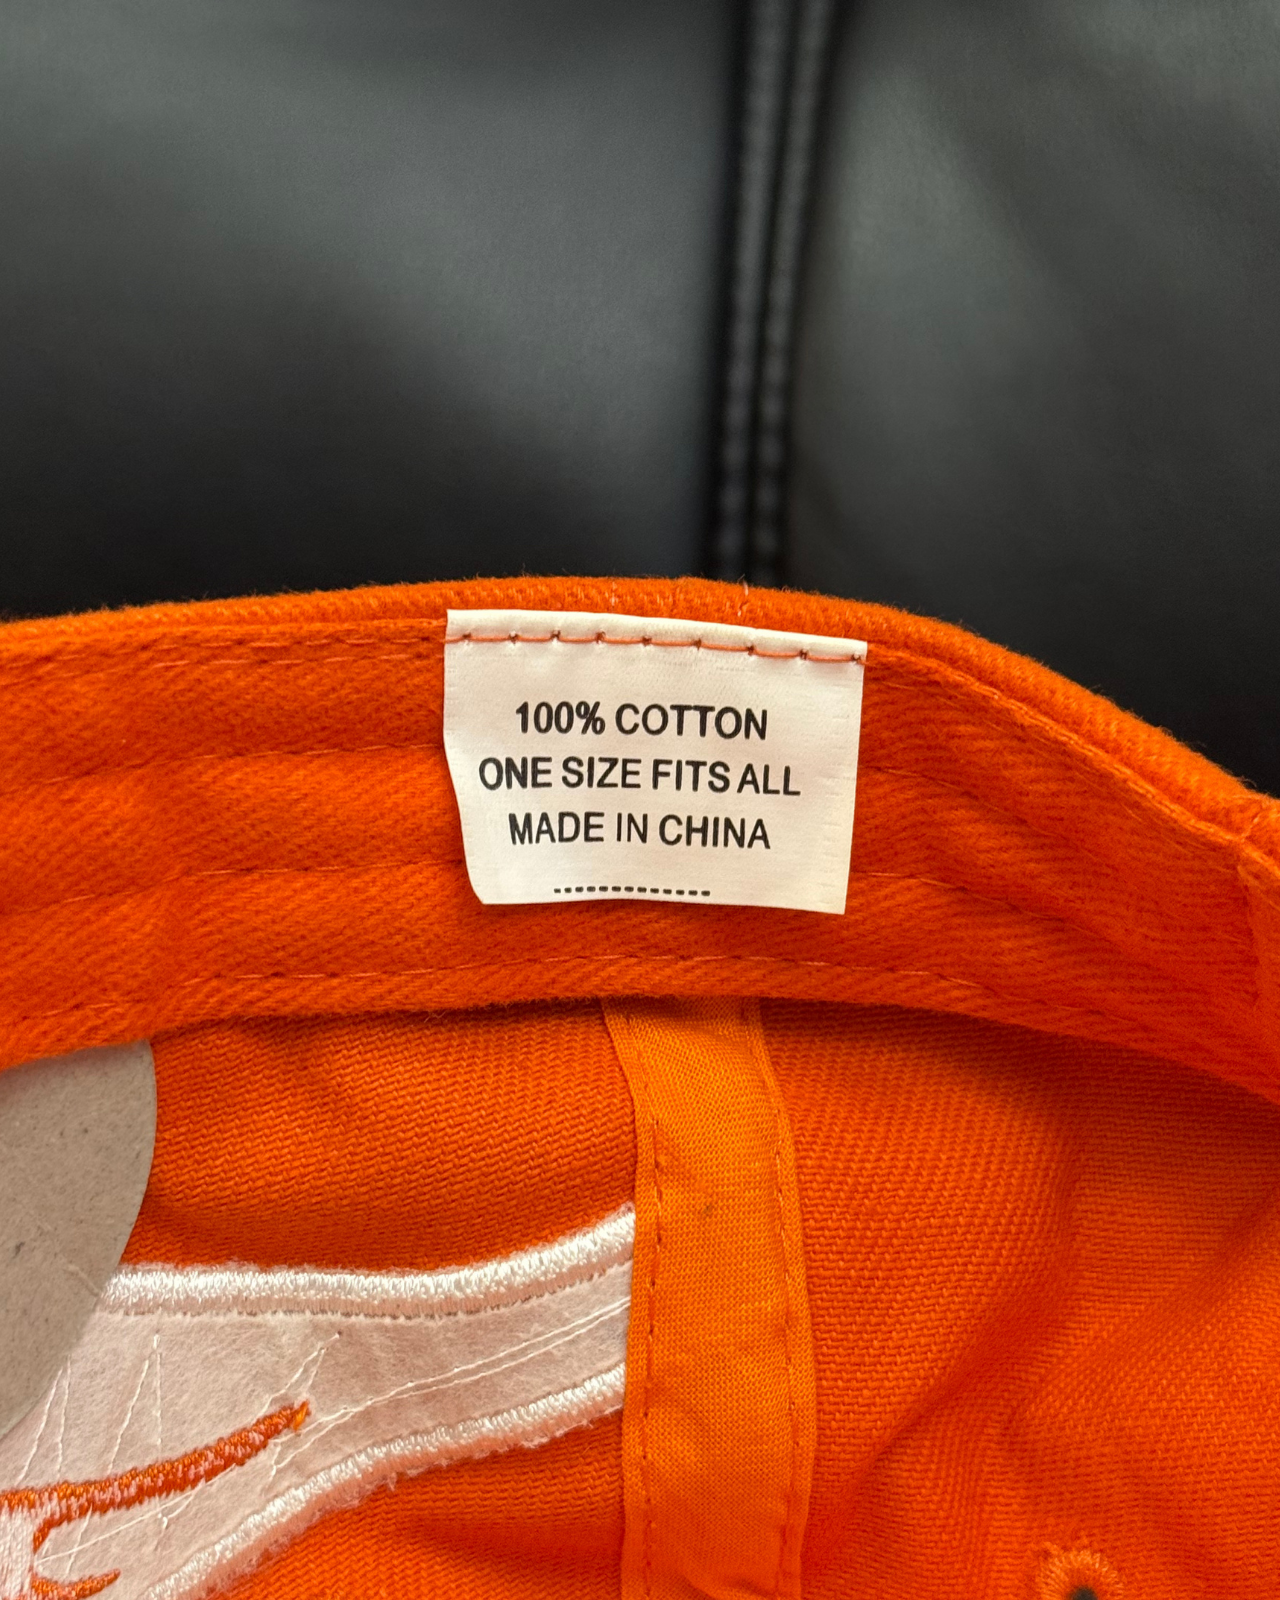 100% COTTON
ONE SIZE FITS ALL
MADE IN CHINA